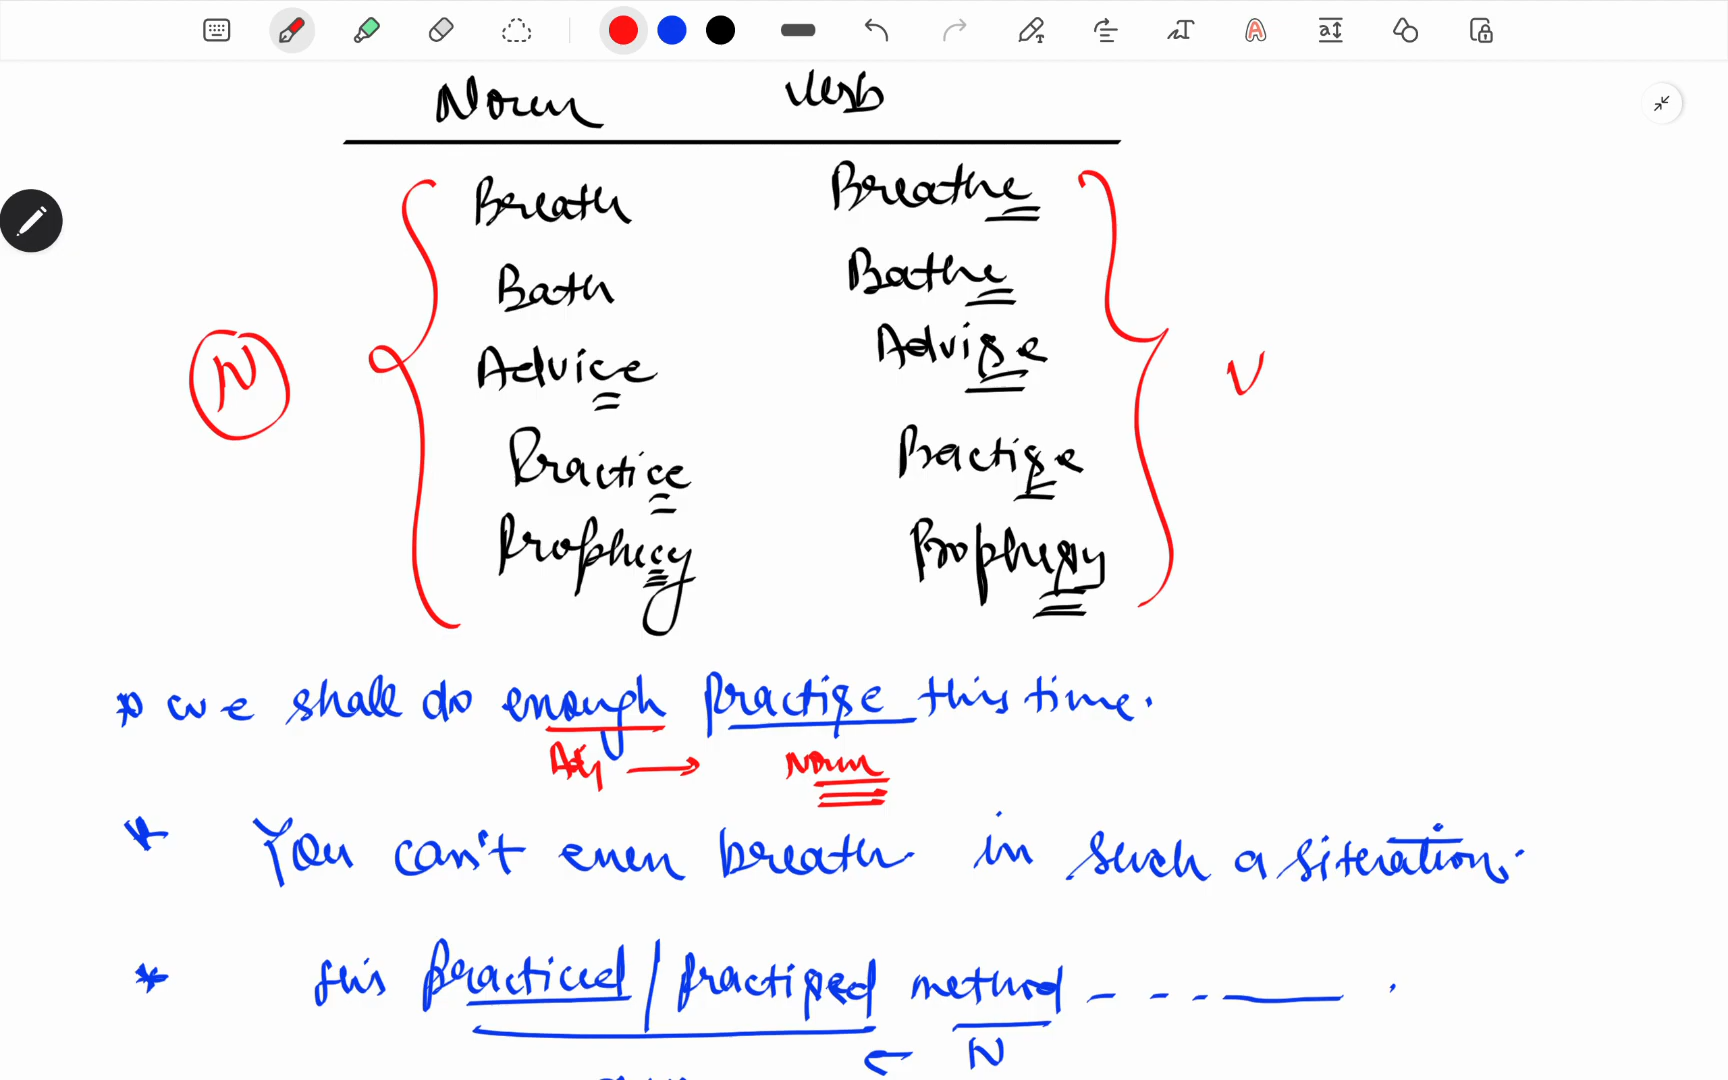 Noun Verb
Breath Breathe
Bath Bathe
Advice Advise
N V
Practice Practise
Prophecy Prophesy
* we shall do enough practise this time.
Adj → Noun
* You can't even breath in such a situation.
* His practiced / practised method - - - — .
← N